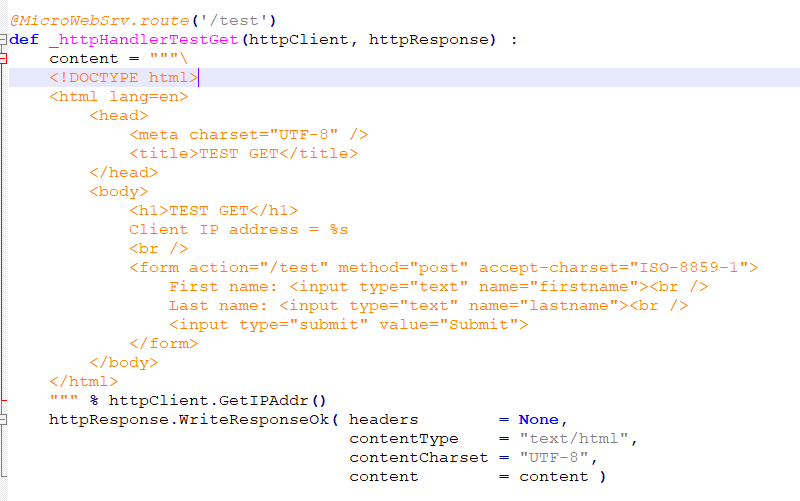 @MicroWebSrv.route('/test')
def _httpHandlerTestGet(httpClient, httpResponse) :
    content = """\
    <!DOCTYPE html>
    <html lang=en>
        <head>
            <meta charset="UTF-8" />
            <title>TEST GET</title>
        </head>
        <body>
            <h1>TEST GET</h1>
            Client IP address = %s
            <br />
            <form action="/test" method="post" accept-charset="ISO-8859-1">
                First name: <input type="text" name="firstname"><br />
                Last name: <input type="text" name="lastname"><br />
                <input type="submit" value="Submit">
            </form>
        </body>
    </html>
    """ % httpClient.GetIPAddr()
    httpResponse.WriteResponseOk( headers        = None,
                                  contentType    = "text/html",
                                  contentCharset = "UTF-8",
                                  content        = content )